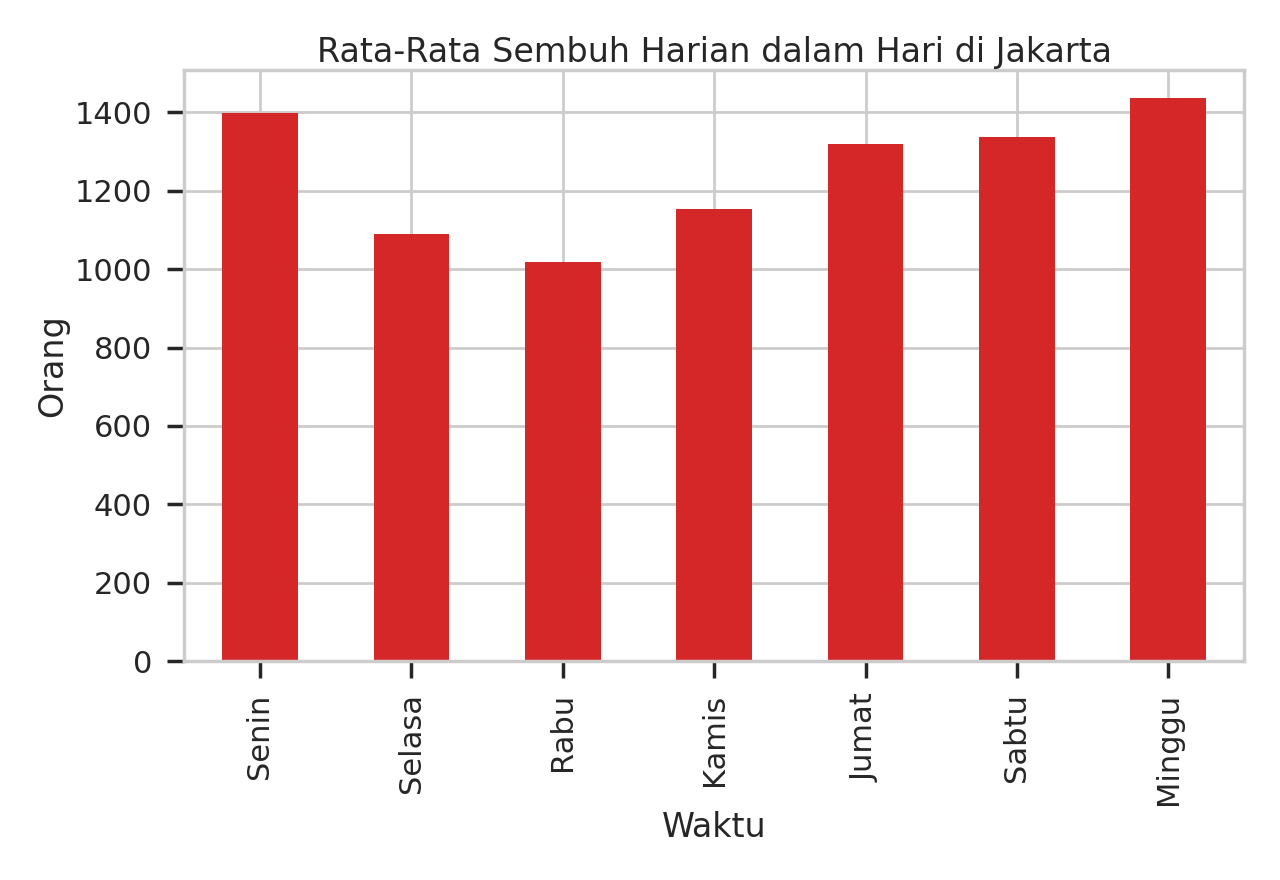 Rata-Rata Sembuh Harian dalam Hari di Jakarta
1400
1200
1000
800
600
400
200
0
Orang
Senin
Selasa
Rabu
Kamis
Jumat
Sabtu
Minggu
Waktu